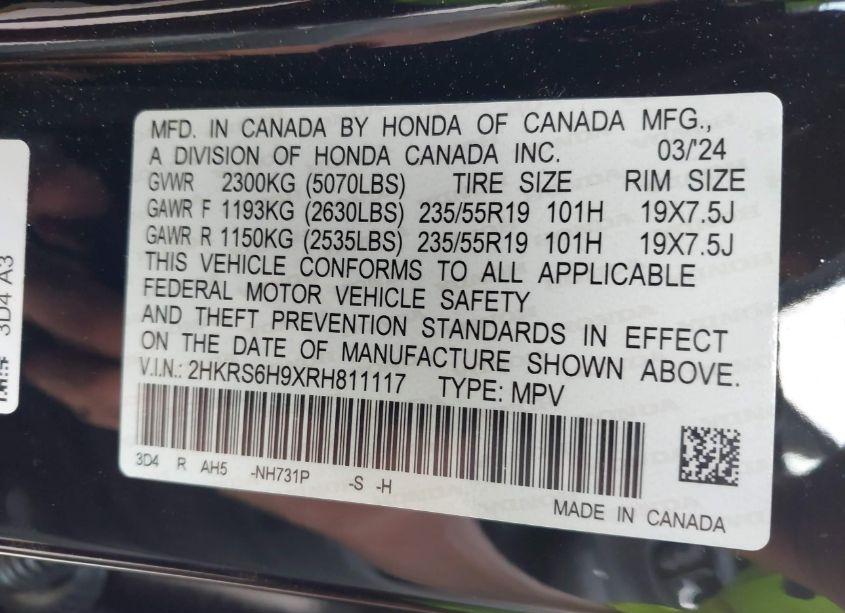 MFD. IN CANADA BY HONDA OF CANADA MFG.,
A DIVISION OF HONDA CANADA INC. 03/'24
GVWR 2300KG (5070LBS) TIRE SIZE RIM SIZE
GAWR F 1193KG (2630LBS) 235/55R19 101H 19X7.5J
GAWR R 1150KG (2535LBS) 235/55R19 101H 19X7.5J
THIS VEHICLE CONFORMS TO ALL APPLICABLE
FEDERAL MOTOR VEHICLE SAFETY
AND THEFT PREVENTION STANDARDS IN EFFECT
ON THE DATE OF MANUFACTURE SHOWN ABOVE.
V.I.N.: 2HKRS6H9XRH811117 TYPE: MPV
3D4 R AH5 -NH731P -S -H
MADE IN CANADA
3D4 A3